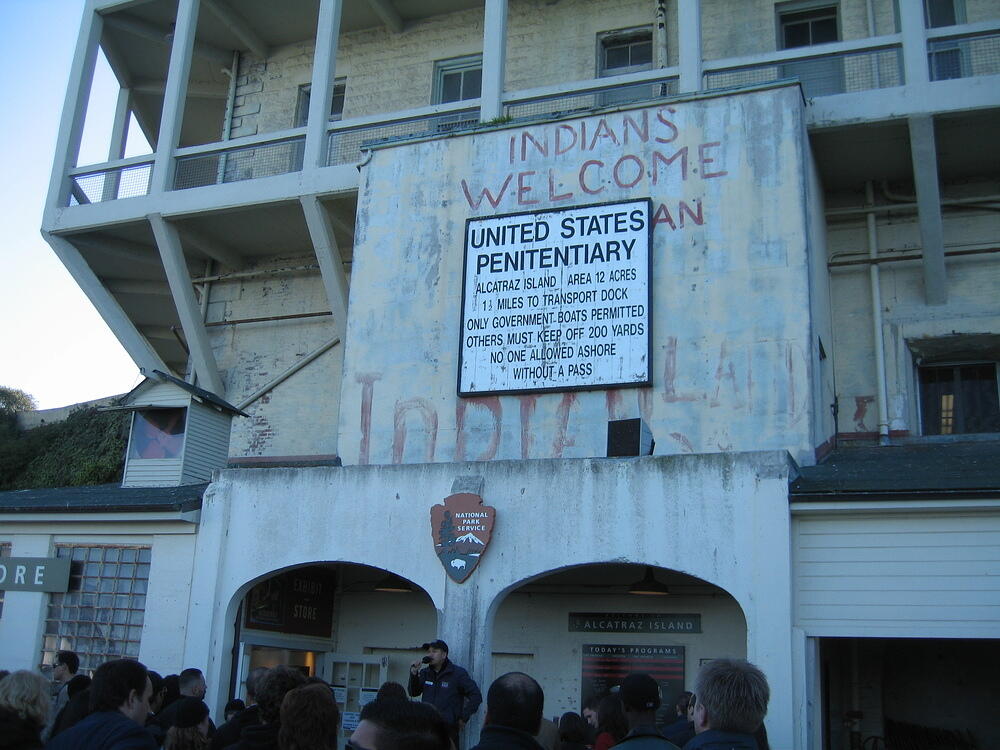 INDIANS
WELCOME
AN
UNITED STATES
PENITENTIARY
ALCATRAZ ISLAND AREA 12 ACRES
1½ MILES TO TRANSPORT DOCK
ONLY GOVERNMENT BOATS PERMITTED
OTHERS MUST KEEP OFF 200 YARDS
NO ONE ALLOWED ASHORE
WITHOUT A PASS
INDIAN LAND
NATIONAL
PARK
SERVICE
ORE
EXHIBIT
STORE
ALCATRAZ ISLAND
TODAY'S PROGRAMS